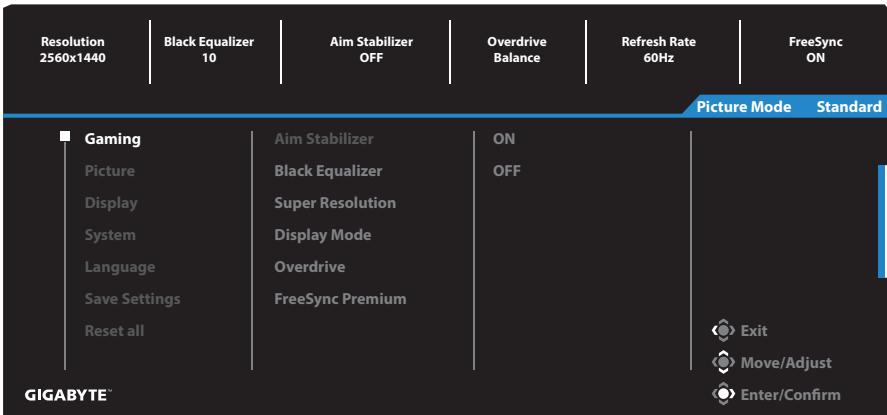 Resolution
2560x1440
Black Equalizer
10
Aim Stabilizer
OFF
Overdrive
Balance
Refresh Rate
60Hz
FreeSync
ON
Picture Mode Standard
Gaming
Picture
Display
System
Language
Save Settings
Reset all
Aim Stabilizer
Black Equalizer
Super Resolution
Display Mode
Overdrive
FreeSync Premium
ON
OFF
Exit
Move/Adjust
Enter/Confirm
GIGABYTE™